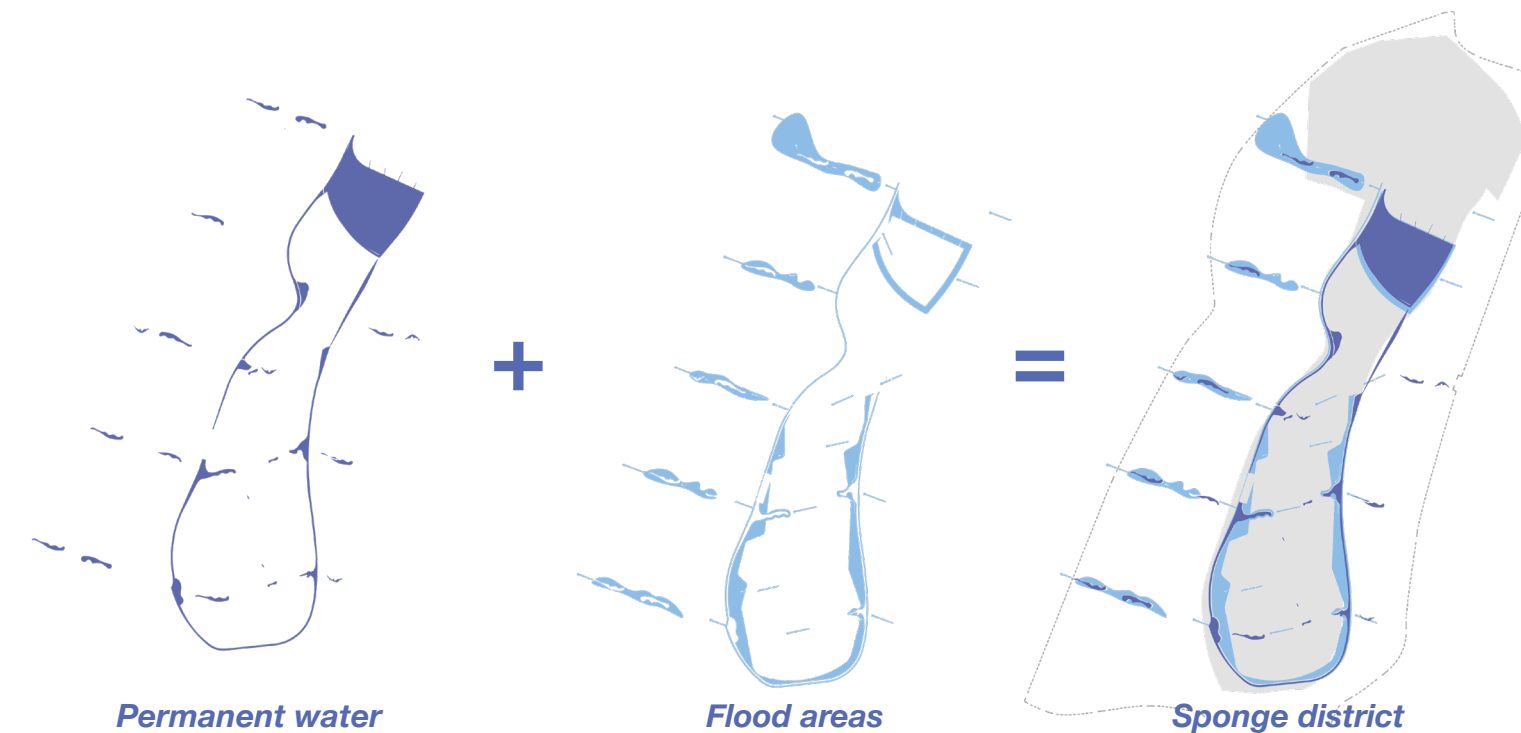 +
=
Permanent water
Flood areas
Sponge district